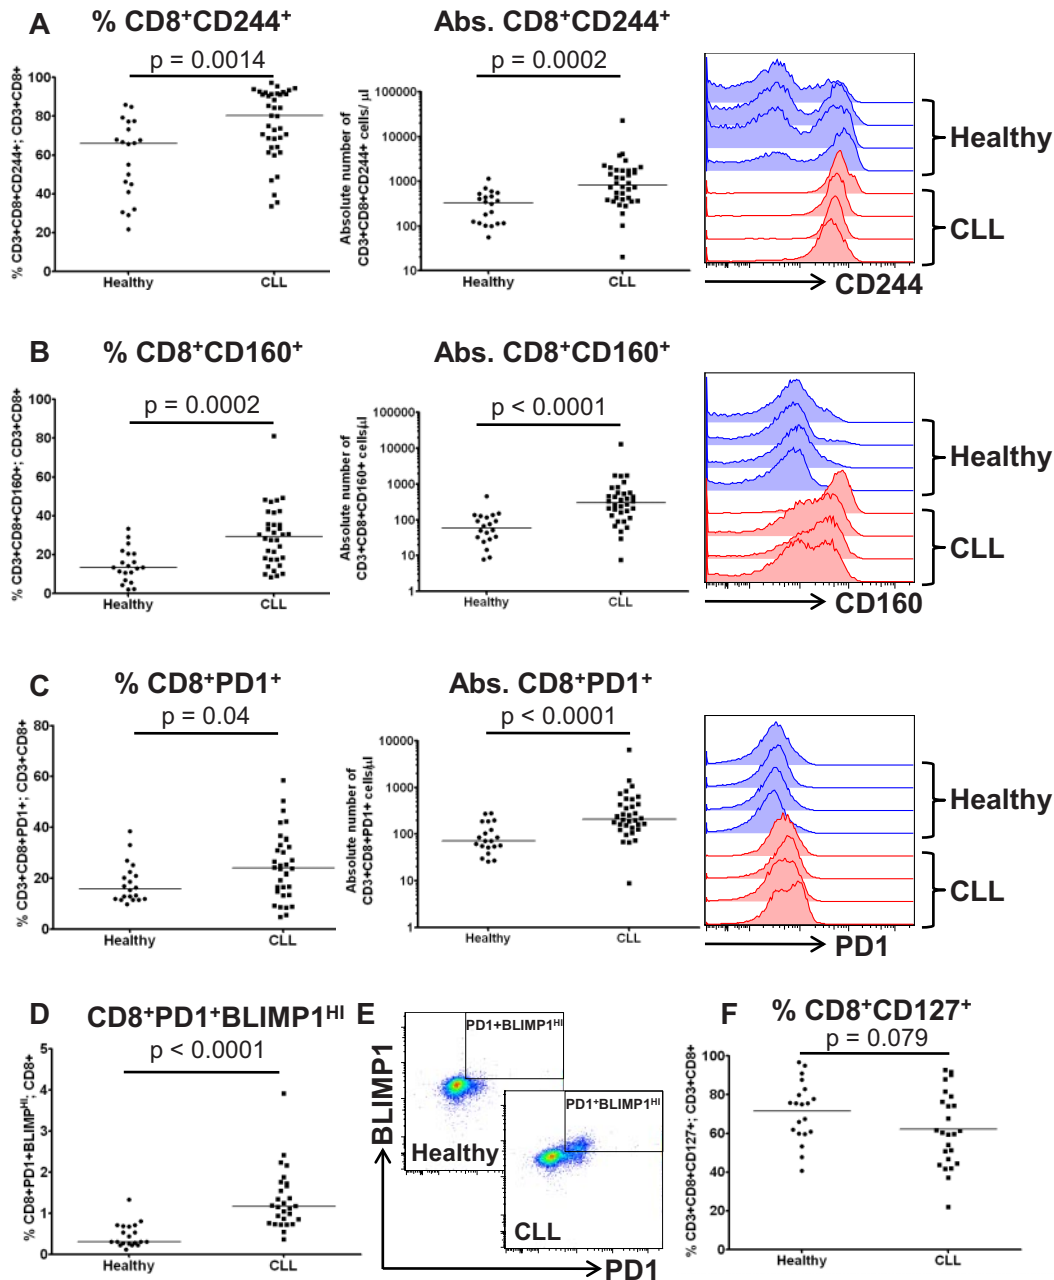 A
% CD8⁺CD244⁺
p = 0.0014
% CD3+CD8+CD244+; CD3+CD8+
100
80
60
40
20
0
Healthy
CLL
Abs. CD8⁺CD244⁺
p = 0.0002
Absolute number of
CD3+CD8+CD244+ cells/ µl
100000
10000
1000
100
10
Healthy
CLL
Healthy
CLL
CD244
B
% CD8⁺CD160⁺
p = 0.0002
% CD3+CD8+CD160+; CD3+CD8+
100
80
60
40
20
0
Healthy
CLL
Abs. CD8⁺CD160⁺
p < 0.0001
Absolute number of
CD3+CD8+CD160+ cells/µl
100000
10000
1000
100
10
1
Healthy
CLL
Healthy
CLL
CD160
C
% CD8⁺PD1⁺
p = 0.04
% CD3+CD8+PD1+; CD3+CD8+
80
60
40
20
0
Healthy
CLL
Abs. CD8⁺PD1⁺
p < 0.0001
Absolute number of
CD3+CD8+PD1+ cells/µl
10000
1000
100
10
1
Healthy
CLL
Healthy
CLL
PD1
D
CD8⁺PD1⁺BLIMP1ᴴᴵ
p < 0.0001
% CD8+PD1+BLIMPᴴᴵ; CD8+
5
4
3
2
1
0
Healthy
CLL
E
BLIMP1
PD1+BLIMP1ᴴᴵ
Healthy
PD1⁺BLIMP1ᴴᴵ
CLL
PD1
F
% CD8⁺CD127⁺
p = 0.079
% CD3+CD8+CD127+; CD3+CD8+
100
80
60
40
20
0
Healthy
CLL